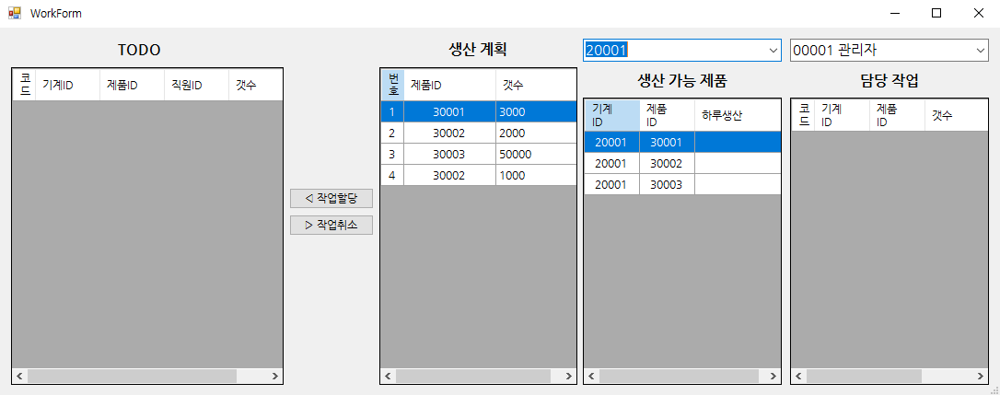 WorkForm
TODO
코드 기계ID 제품ID 직원ID 갯수
◁ 작업할당
▷ 작업취소
생산 계획
번호 제품ID 갯수
1 30001 3000
2 30002 2000
3 30003 50000
4 30002 1000
20001
생산 가능 제품
기계ID 제품ID 하루생산
20001 30001
20001 30002
20001 30003
00001 관리자
담당 작업
코드 기계ID 제품ID 갯수